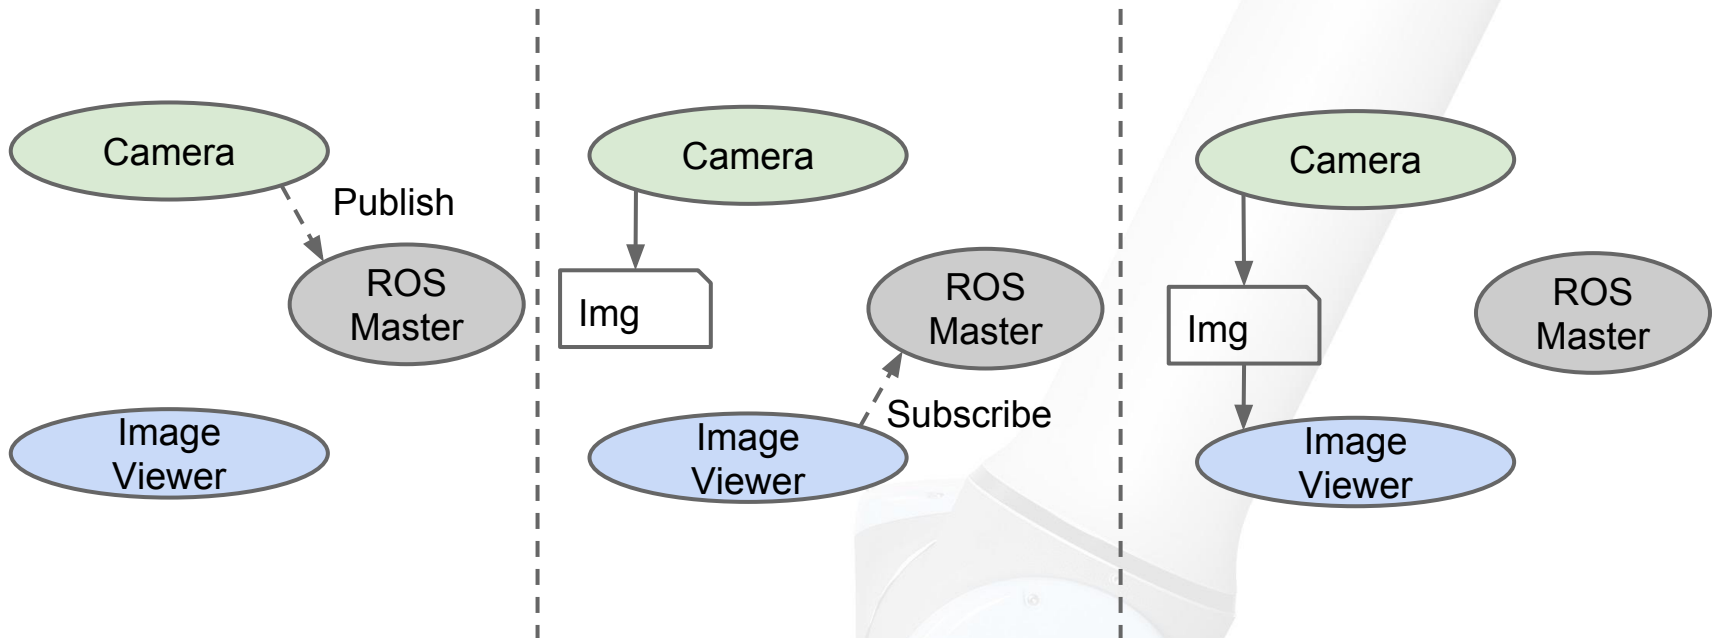 Camera
Publish
ROS
Master
Image
Viewer
Camera
Img
ROS
Master
Subscribe
Image
Viewer
Camera
Img
ROS
Master
Image
Viewer